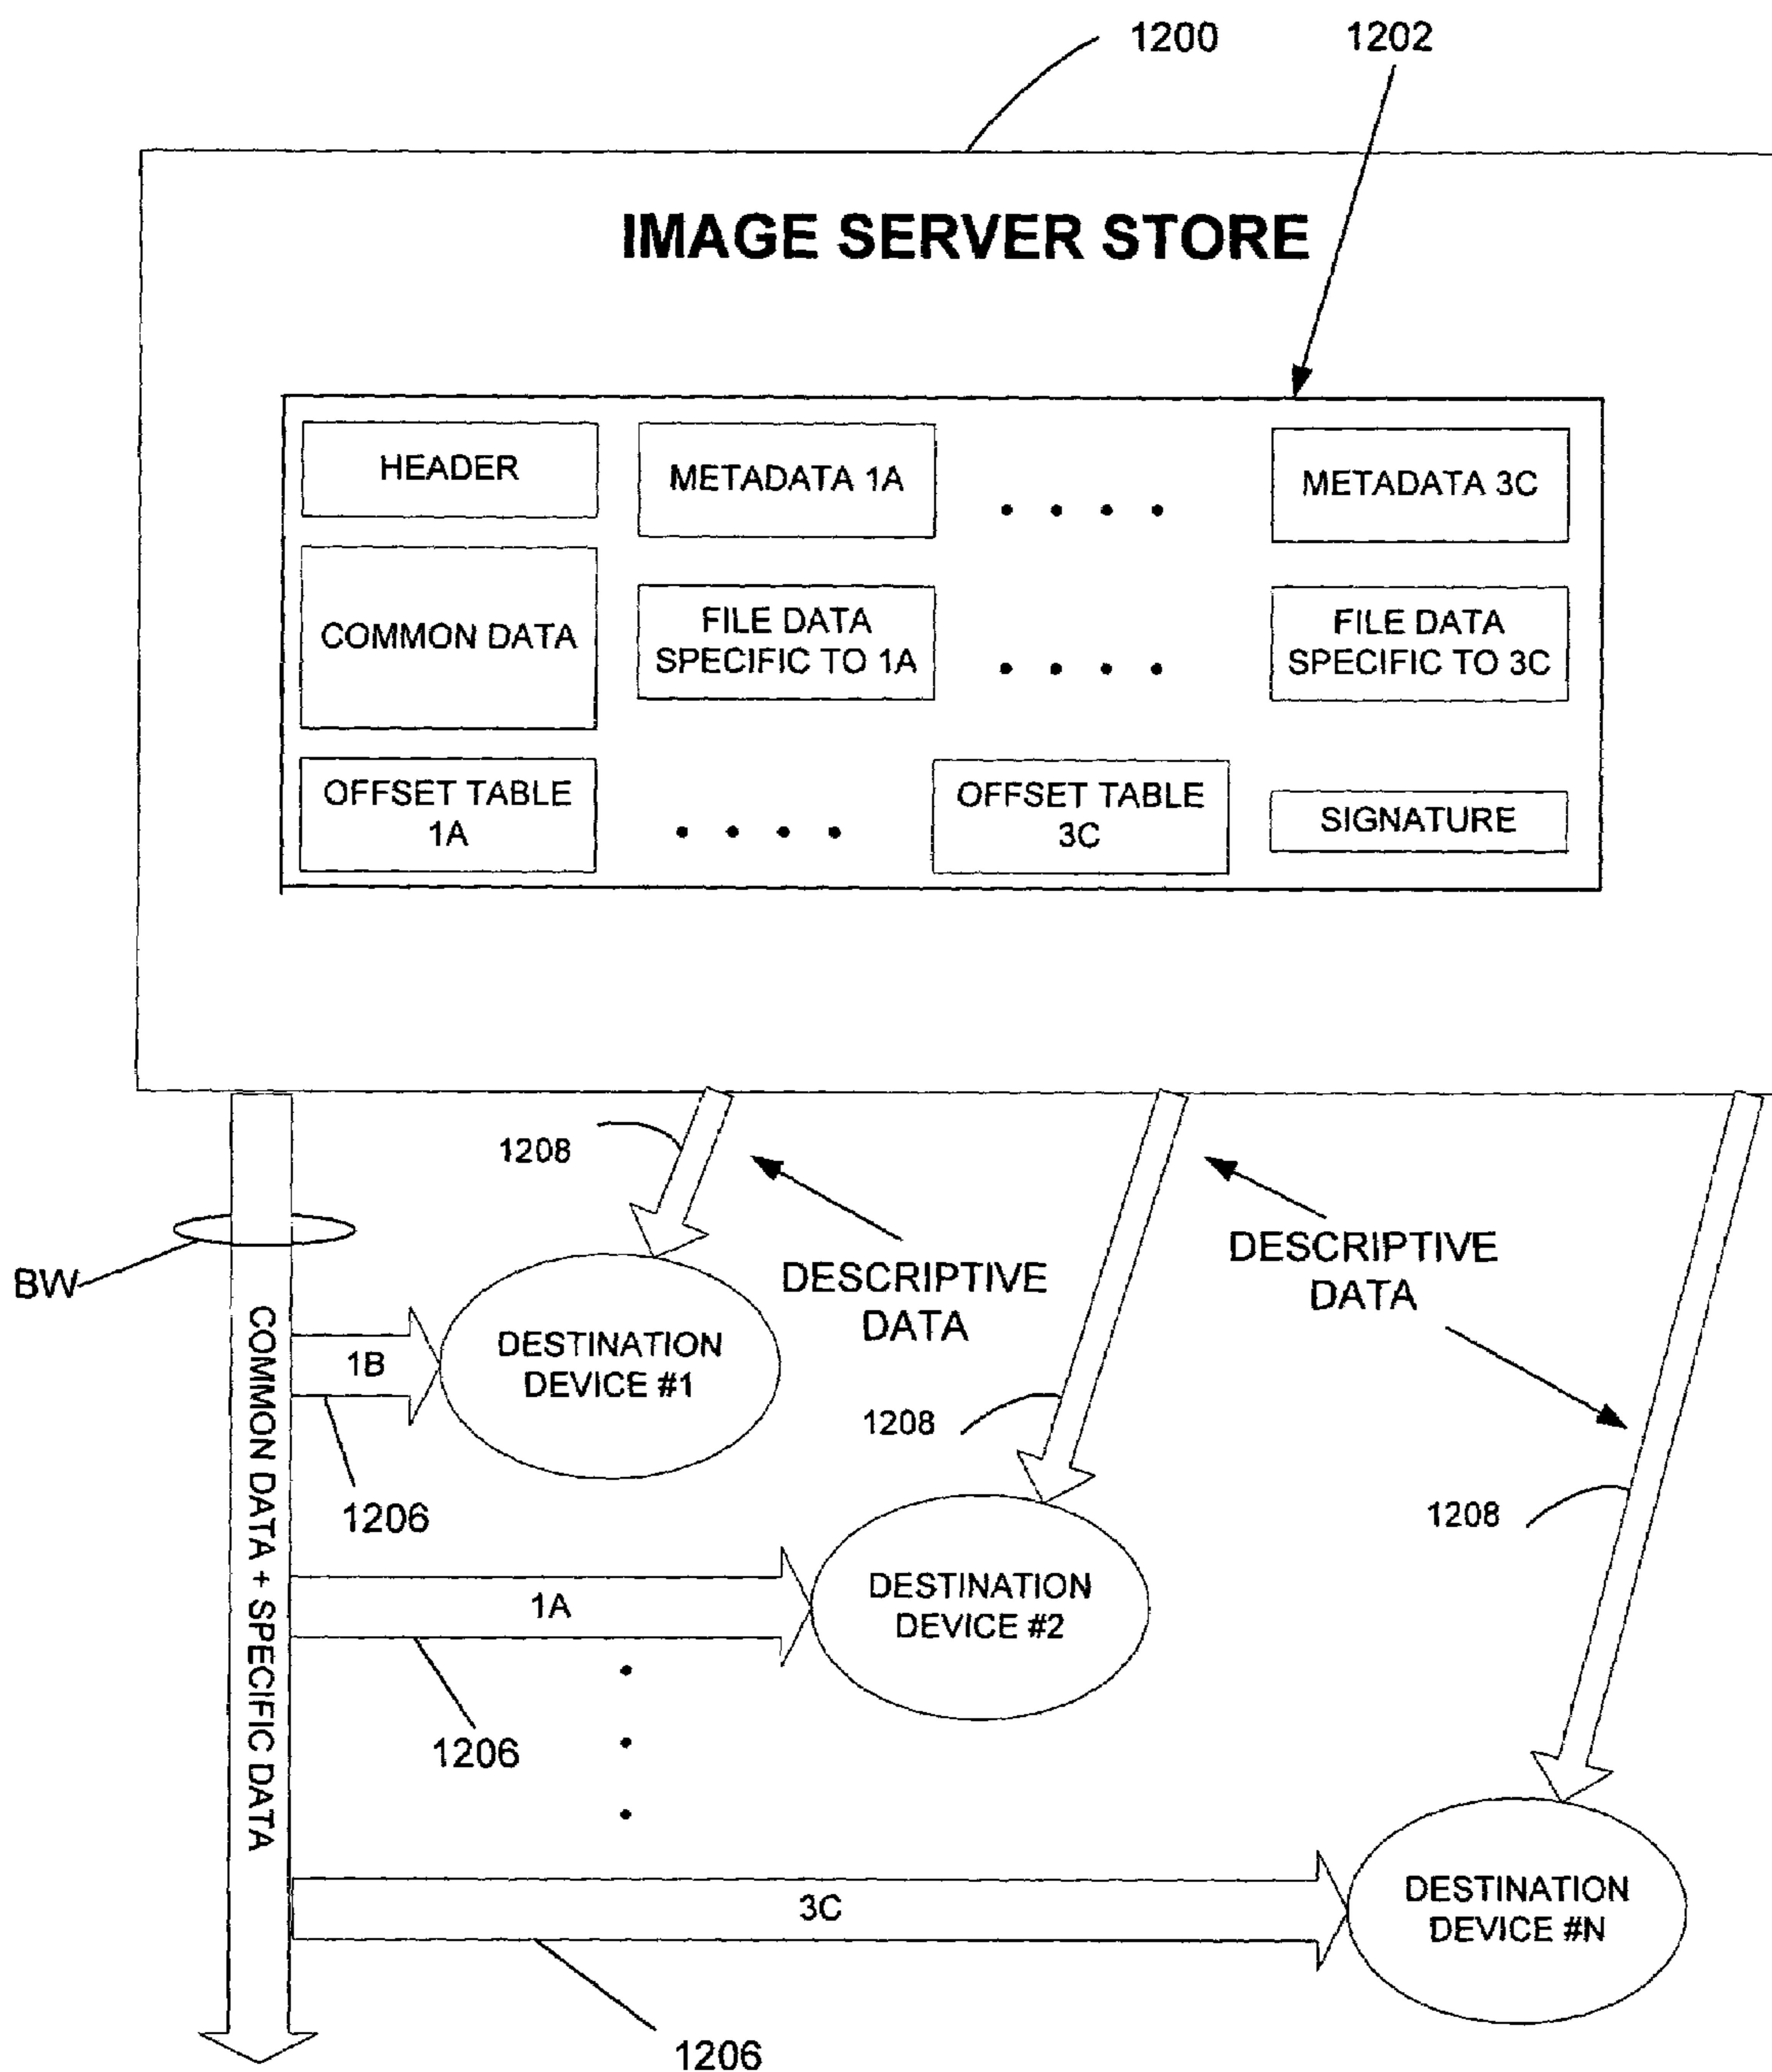 1200
1202
IMAGE SERVER STORE
HEADER
METADATA 1A
METADATA 3C
COMMON DATA
FILE DATA
SPECIFIC TO 1A
FILE DATA
SPECIFIC TO 3C
OFFSET TABLE
1A
OFFSET TABLE
3C
SIGNATURE
1208
BW
DESCRIPTIVE
DATA
DESCRIPTIVE
DATA
COMMON DATA + SPECIFIC DATA
1B
DESTINATION
DEVICE #1
1206
1208
1208
1A
DESTINATION
DEVICE #2
1206
3C
DESTINATION
DEVICE #N
1206